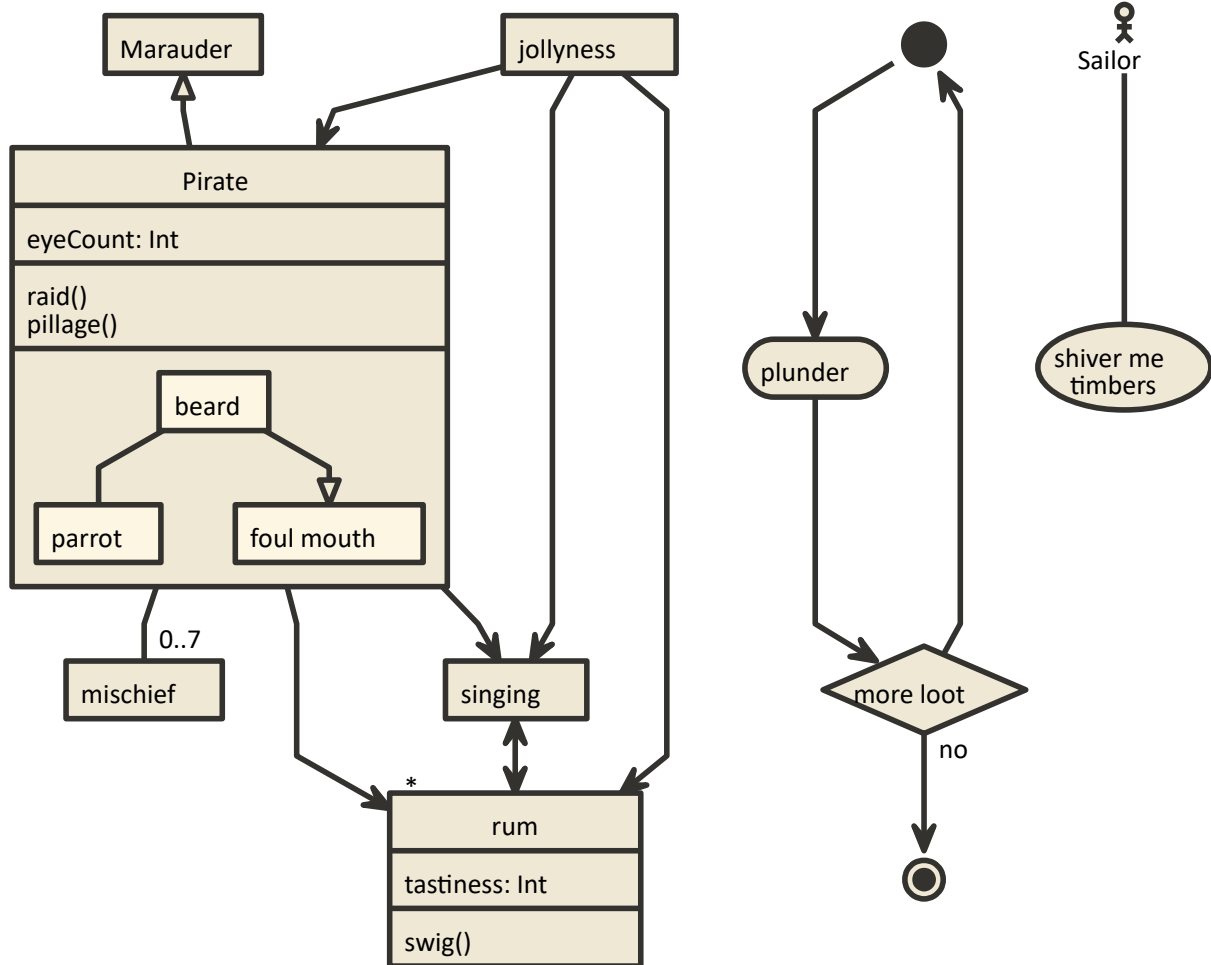 Marauder
jollyness
Pirate
eyeCount: Int
raid()
pillage()
beard
parrot
foul mouth
0..7
mischief
singing
*
rum
tastiness: Int
swig()
plunder
more loot
no
Sailor
shiver me
timbers